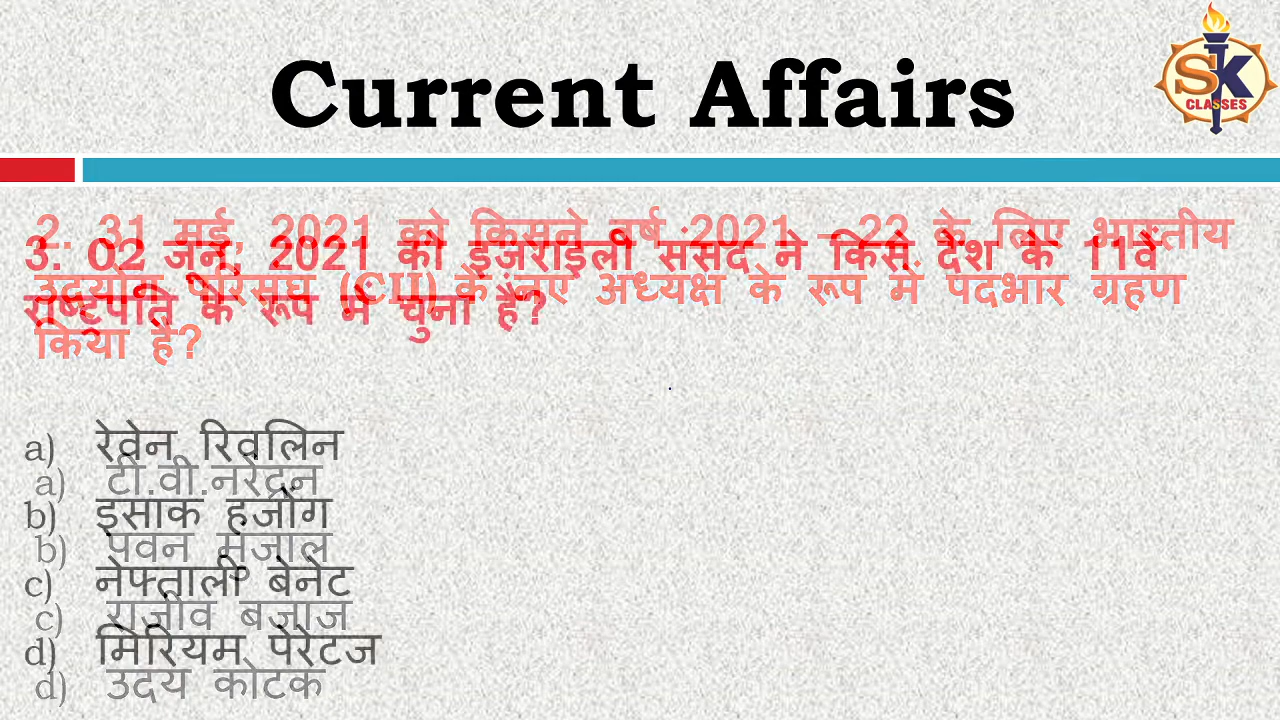 Current Affairs
SK
CLASSES
2. 31 मई, 2021 को किसने वर्ष 2021 – 22 के लिए भारतीय
3. 02 जून, 2021 को इजराइली संसद ने किसे देश के 11वें
उद्योग परिसंघ (CII) के नए अध्यक्ष के रूप में पदभार ग्रहण
राष्ट्रपति के रूप में चुना है?
किया है?
a) रेवेन रिवलिन
a) टी.वी.नरेंद्रन
b) इसाक हर्जोग
b) पवन मुंजाल
c) नेफ्ताली बेनेट
c) राजीव बजाज
d) मिरियम पेरेटज
d) उदय कोटक